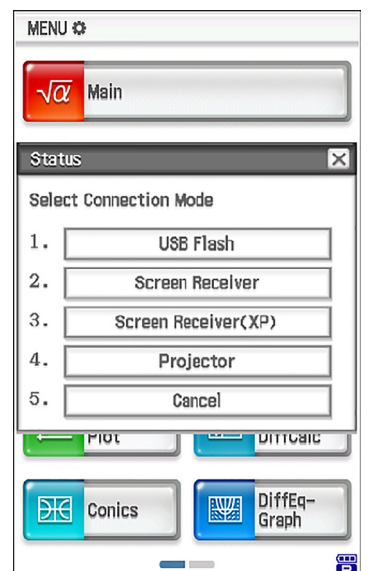 MENU
√α Main
Status
Select Connection Mode
1. USB Flash
2. Screen Receiver
3. Screen Receiver(XP)
4. Projector
5. Cancel
Plot DiffCalc
Conics DiffEq-
Graph